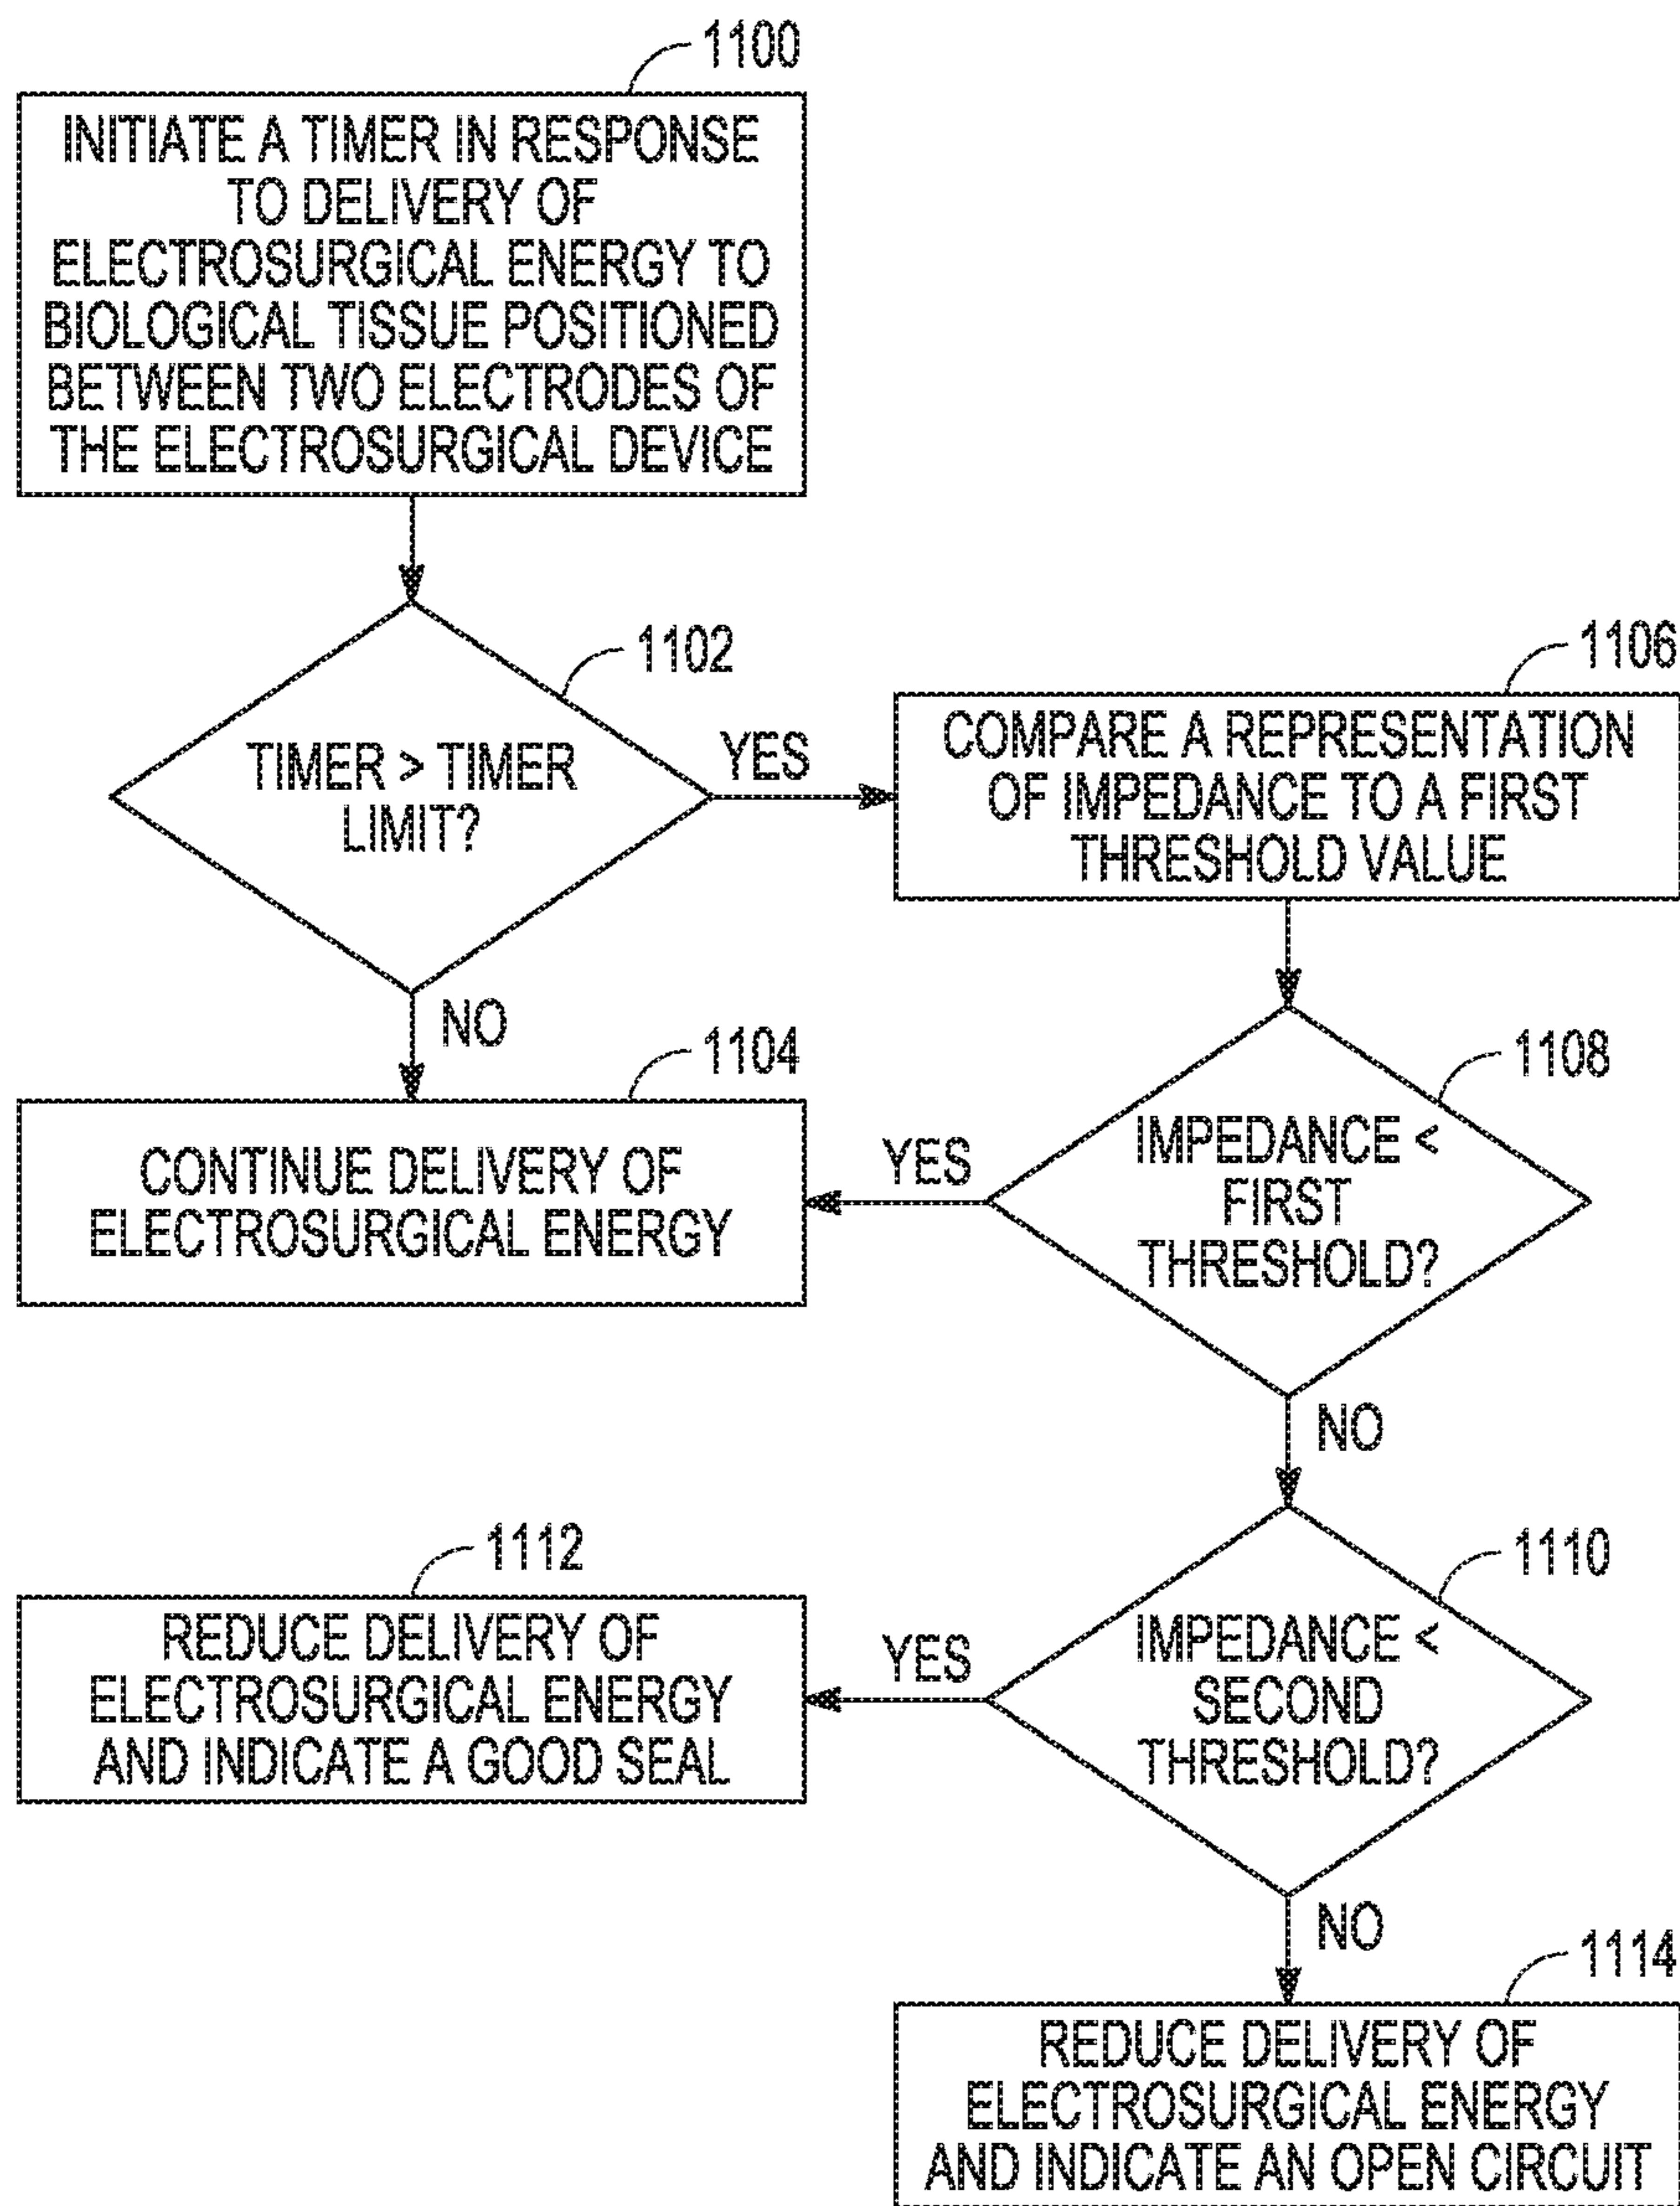 1100
INITIATE A TIMER IN RESPONSE
TO DELIVERY OF
ELECTROSURGICAL ENERGY TO
BIOLOGICAL TISSUE POSITIONED
BETWEEN TWO ELECTRODES OF
THE ELECTROSURGICAL DEVICE
1102
TIMER > TIMER
LIMIT?
YES
NO
1106
COMPARE A REPRESENTATION
OF IMPEDANCE TO A FIRST
THRESHOLD VALUE
1104
CONTINUE DELIVERY OF
ELECTROSURGICAL ENERGY
1108
IMPEDANCE <
FIRST
THRESHOLD?
YES
NO
1110
IMPEDANCE <
SECOND
THRESHOLD?
YES
NO
1112
REDUCE DELIVERY OF
ELECTROSURGICAL ENERGY
AND INDICATE A GOOD SEAL
1114
REDUCE DELIVERY OF
ELECTROSURGICAL ENERGY
AND INDICATE AN OPEN CIRCUIT